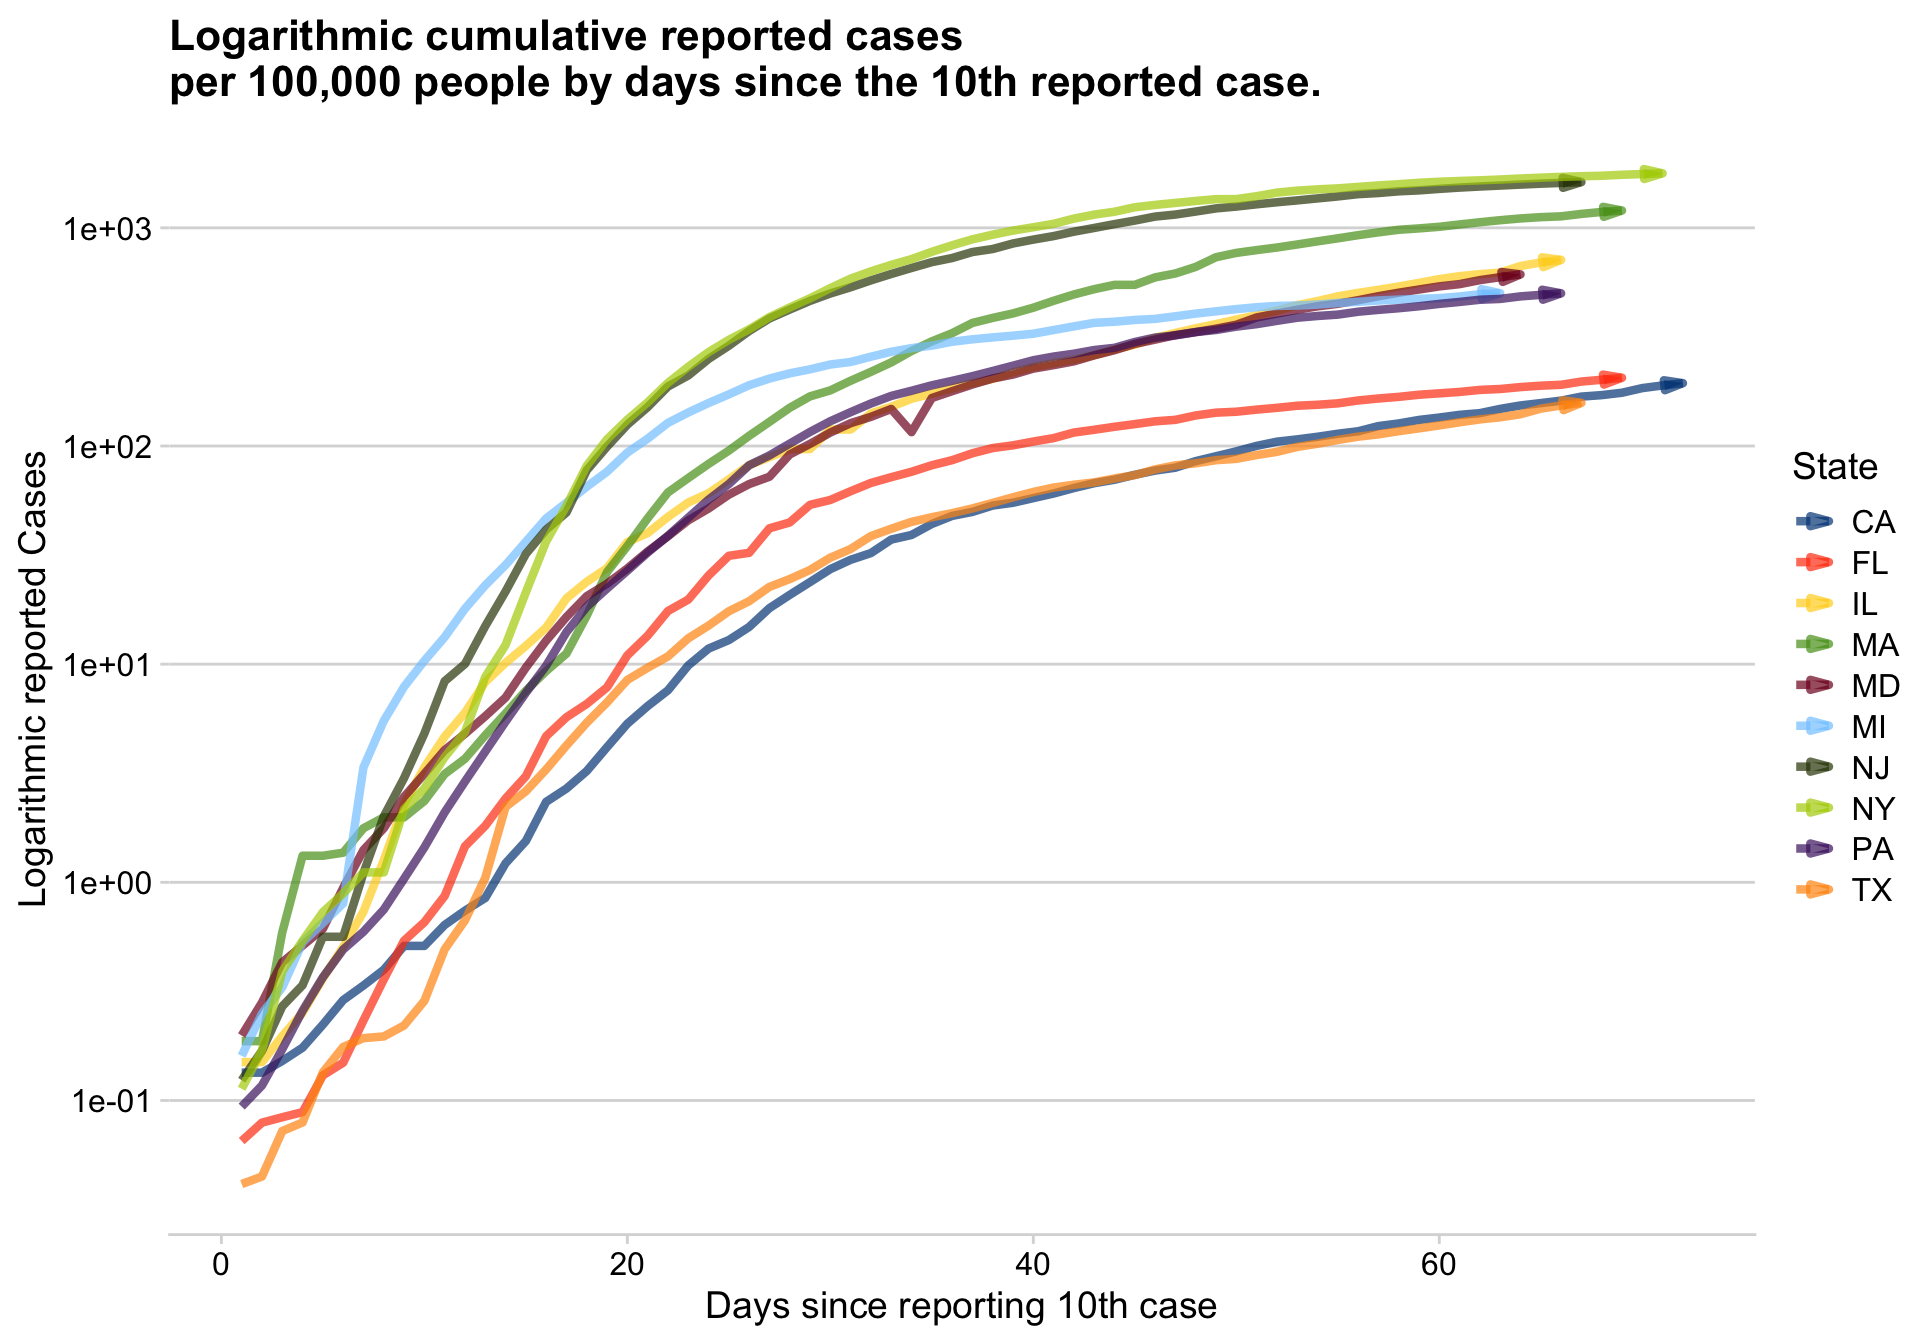 Logarithmic cumulative reported cases
per 100,000 people by days since the 10th reported case.
Logarithmic reported Cases
1e+03
1e+02
1e+01
1e+00
1e-01
0
20
40
60
Days since reporting 10th case
State
CA
FL
IL
MA
MD
MI
NJ
NY
PA
TX